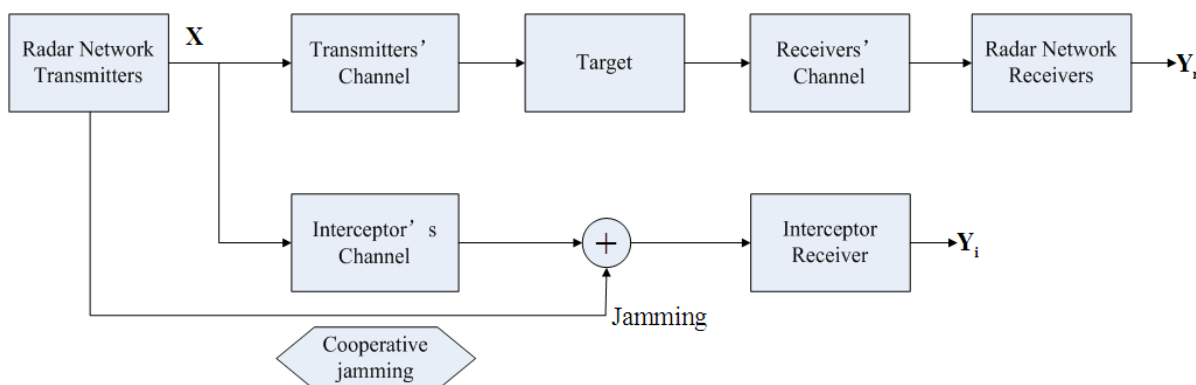 Radar Network
Transmitters
X
Transmitters’
Channel
Target
Receivers’
Channel
Radar Network
Receivers
Interceptor’s
Channel
+
Interceptor
Receiver
Yi
Jamming
Cooperative
jamming